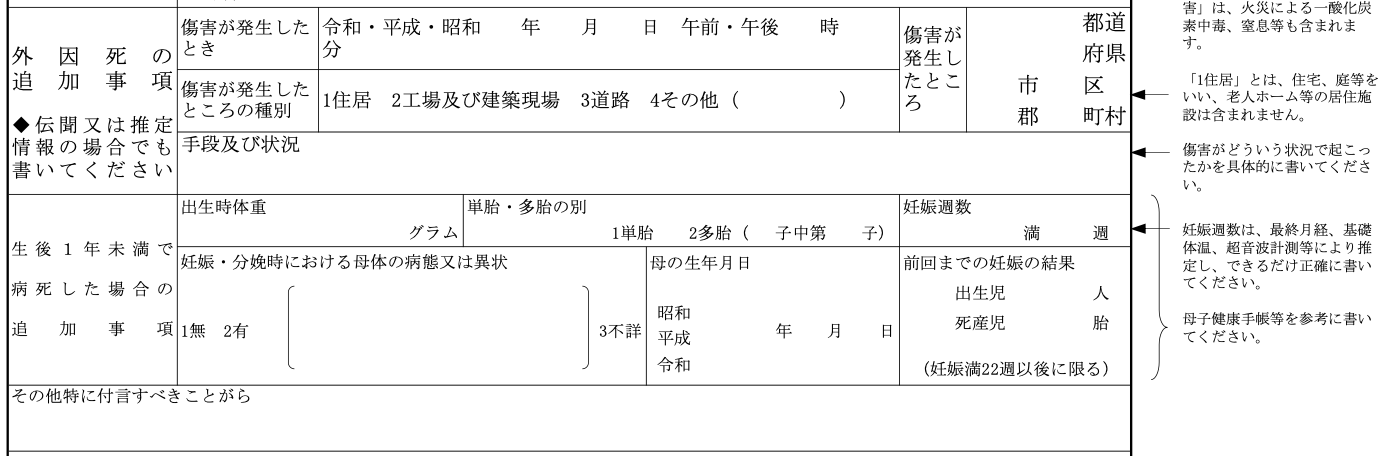 外因死の
追加事項
◆伝聞又は推定
情報の場合でも
書いてください
傷害が発生した
とき
令和・平成・昭和　　年　　月　　日　午前・午後　　時
分
傷害が
発生し
たとこ
ろ
都道
府県
市　　区
郡　　町村
傷害が発生した
ところの種別
1住居　2工場及び建築現場　3道路　4その他（　　　　　）
手段及び状況
生後1年未満で
病死した場合の
追加事項
出生時体重
グラム
単胎・多胎の別
1単胎　　2多胎（　子中第　　子）
妊娠週数
満　　週
妊娠・分娩時における母体の病態又は異状
1無　2有
3不詳
母の生年月日
昭和
平成　　年　　月　　日
令和
前回までの妊娠の結果
出生児　　人
死産児　　胎
（妊娠満22週以後に限る）
その他特に付言すべきことがら
害」は、火災による一酸化炭
素中毒、窒息等も含まれま
す。
「1住居」とは、住宅、庭等を
いい、老人ホーム等の居住施
設は含まれません。
傷害がどういう状況で起こっ
たかを具体的に書いてくださ
い。
妊娠週数は、最終月経、基礎
体温、超音波計測等により推
定し、できるだけ正確に書い
てください。
母子健康手帳等を参考に書い
てください。